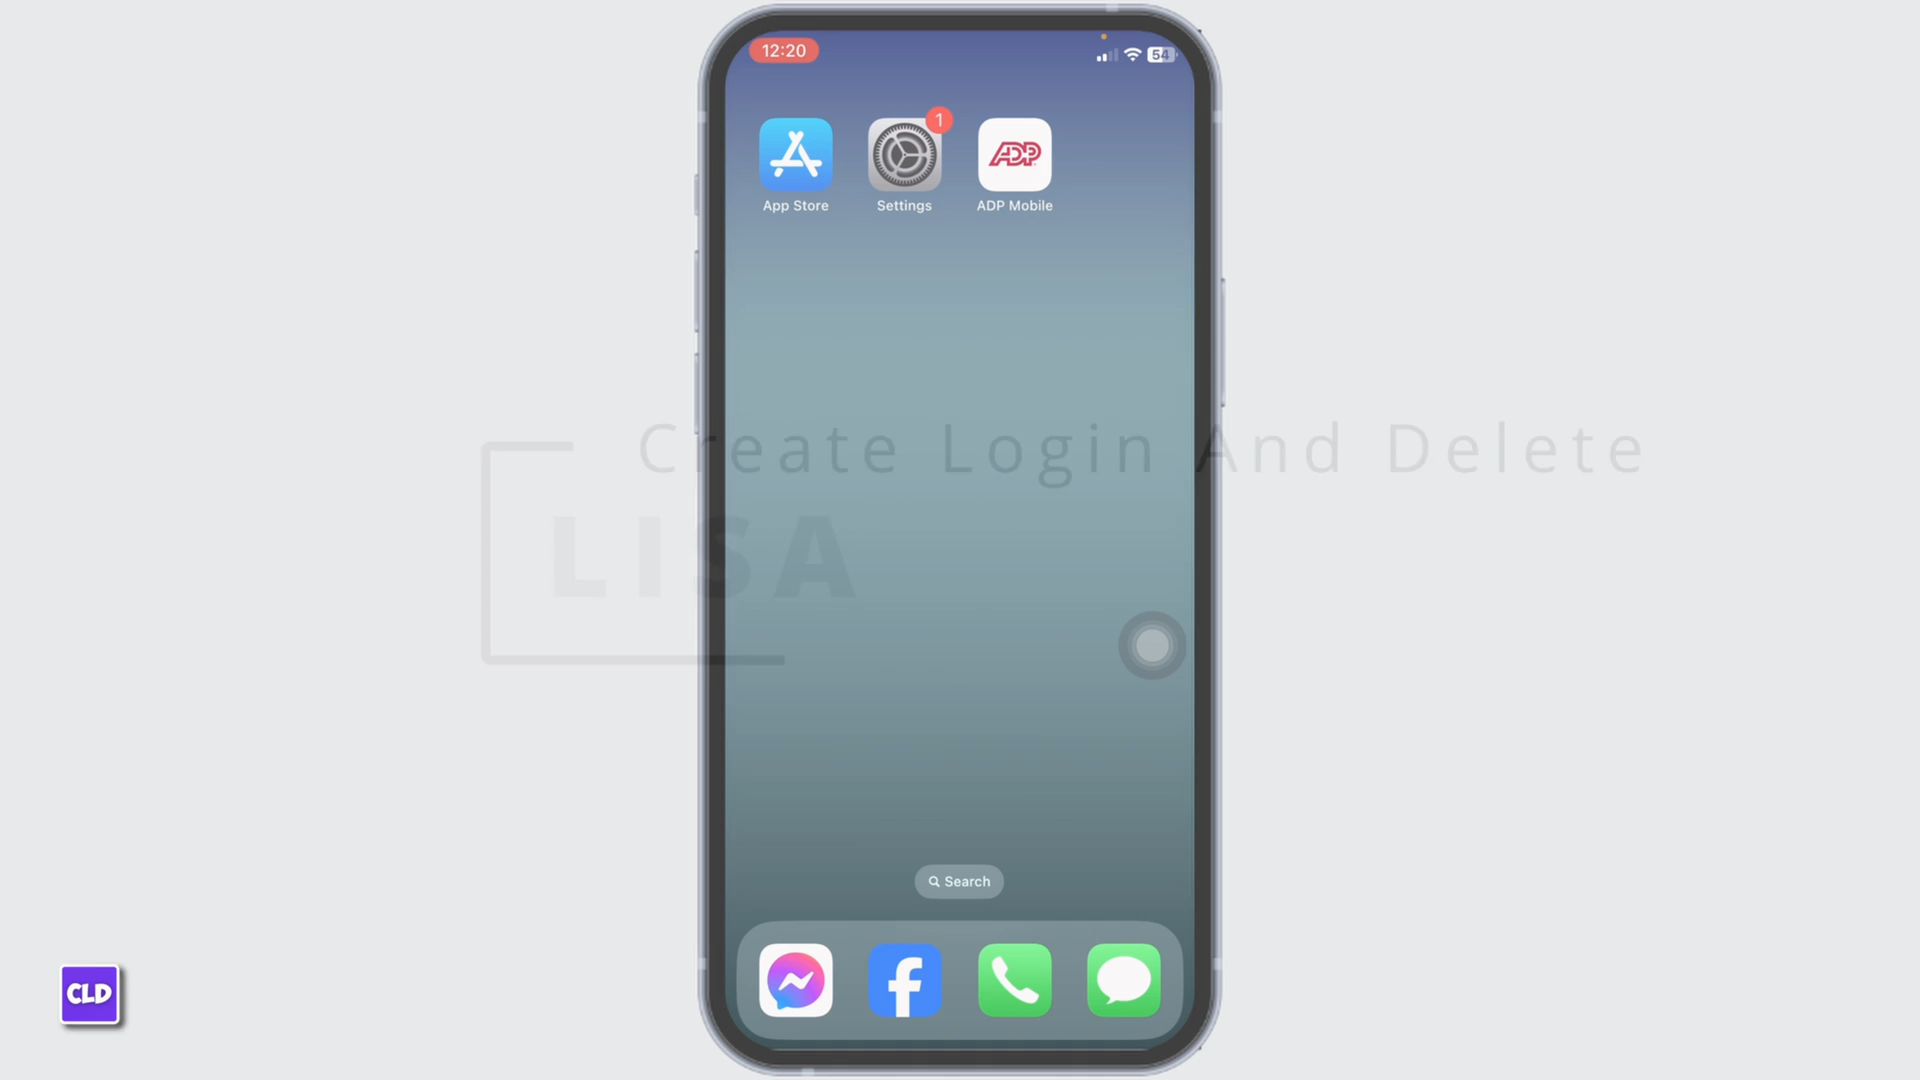 12:20
54
1
ADP
App Store
Settings
ADP Mobile
Create Login And Delete
LISA
Search
CLD